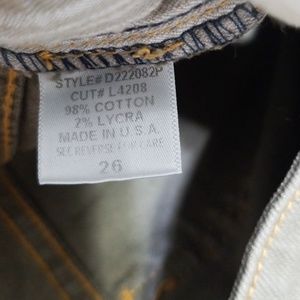 STYLE# D222082P
CUT# L4208
98% COTTON
2% LYCRA
MADE IN U.S.A.
SEE REVERSE FOR CARE
26